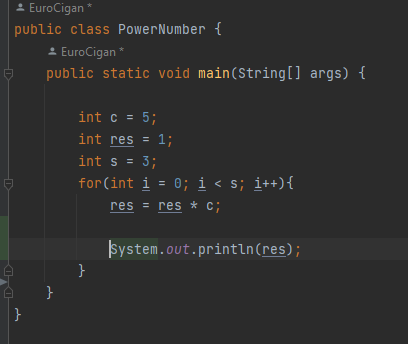 EuroCigan *
public class PowerNumber {
EuroCigan *
public static void main(String[] args) {
int c = 5;
int res = 1;
int s = 3;
for(int i = 0; i < s; i++){
res = res * c;
System.out.println(res);
}
}
}